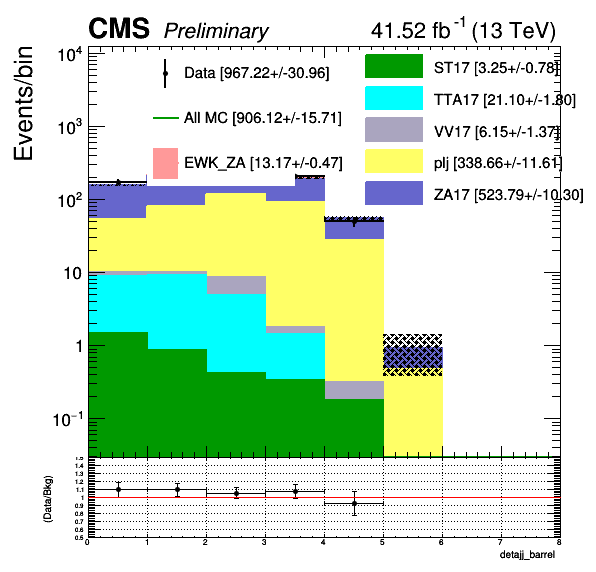 CMS Preliminary 41.52 fb⁻¹ (13 TeV)
Events/bin
10⁴
10³
10²
10
1
10⁻¹
Data [967.22+/-30.96]
All MC [906.12+/-15.71]
EWK_ZA [13.17+/-0.47]
ST17 [3.25+/-0.78]
TTA17 [21.10+/-1.80]
VV17 [6.15+/-1.37]
plj [338.66+/-11.61]
ZA17 [523.79+/-10.30]
(Data/Bkg)
1.5
1.4
1.3
1.2
1.1
1
0.9
0.8
0.7
0.6
0.5
0 1 2 3 4 5 6 7 8
detajj_barrel